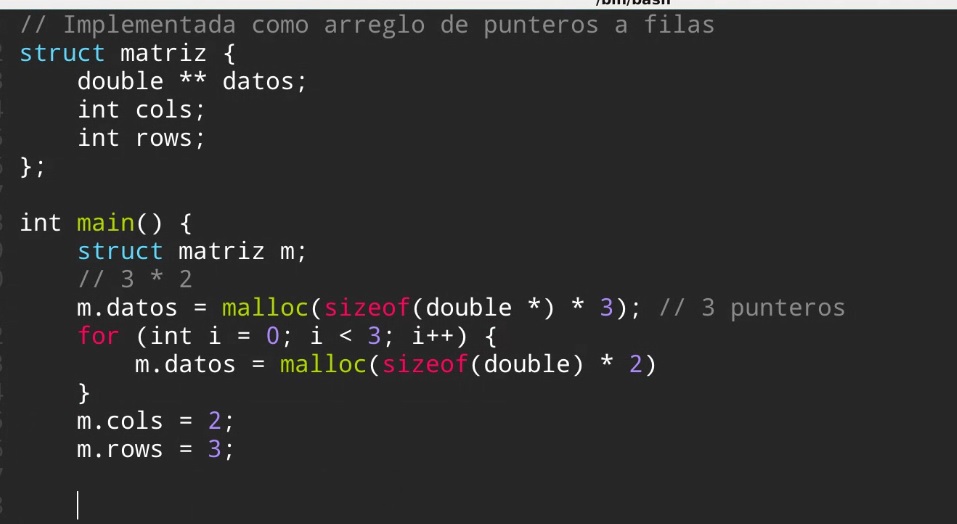 /bin/bash
// Implementada como arreglo de punteros a filas
struct matriz {
    double ** datos;
    int cols;
    int rows;
};

int main() {
    struct matriz m;
    // 3 * 2
    m.datos = malloc(sizeof(double *) * 3); // 3 punteros
    for (int i = 0; i < 3; i++) {
        m.datos = malloc(sizeof(double) * 2)
    }
    m.cols = 2;
    m.rows = 3;